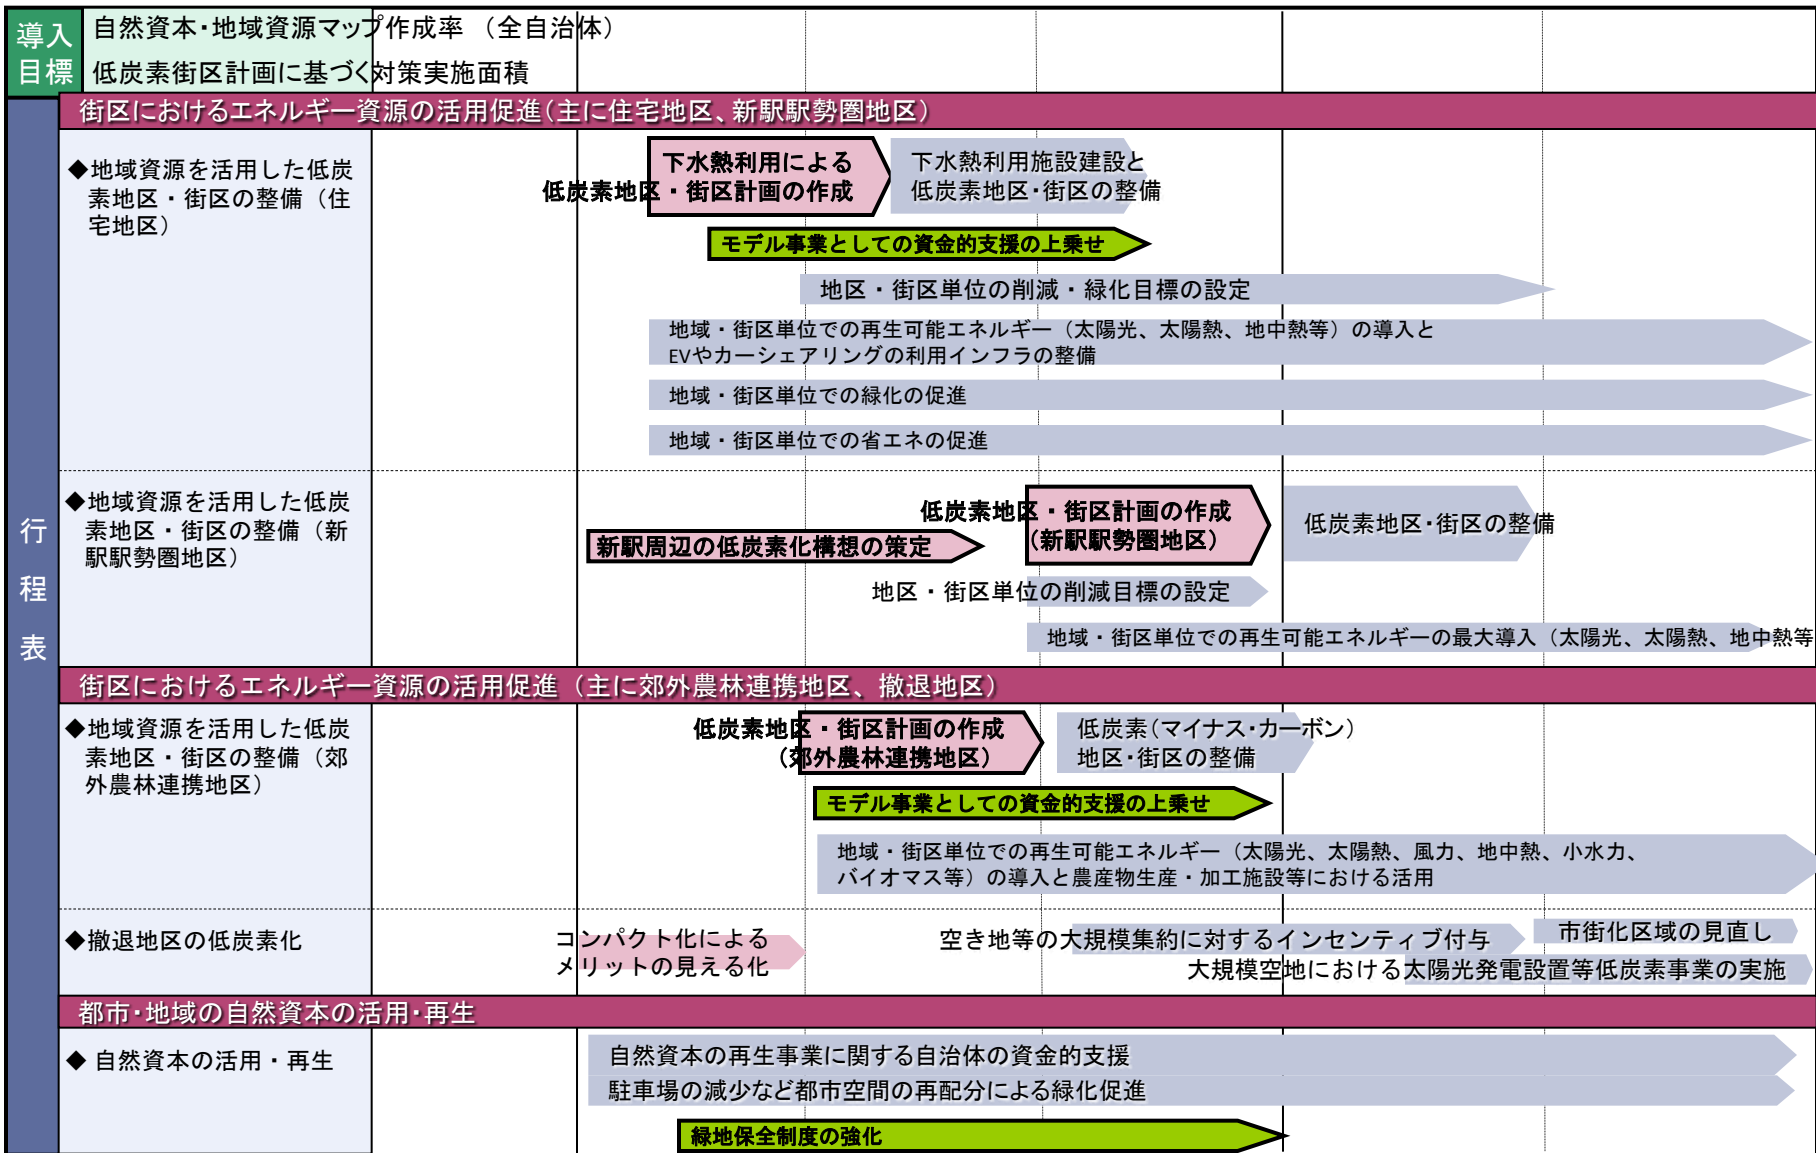 導入
目標
自然資本・地域資源マップ作成率 （全自治体）
低炭素街区計画に基づく対策実施面積
行
程
表
街区におけるエネルギー資源の活用促進(主に住宅地区、新駅駅勢圏地区)
◆地域資源を活用した低炭
素地区・街区の整備（住
宅地区）
下水熱利用による
低炭素地区・街区計画の作成
下水熱利用施設建設と
低炭素地区・街区の整備
モデル事業としての資金的支援の上乗せ
地区・街区単位の削減・緑化目標の設定
地域・街区単位での再生可能エネルギー（太陽光、太陽熱、地中熱等）の導入と
EVやカーシェアリングの利用インフラの整備
地域・街区単位での緑化の促進
地域・街区単位での省エネの促進
◆地域資源を活用した低炭
素地区・街区の整備（新
駅駅勢圏地区）
新駅周辺の低炭素化構想の策定
低炭素地区・街区計画の作成
（新駅駅勢圏地区）
低炭素地区・街区の整備
地区・街区単位の削減目標の設定
地域・街区単位での再生可能エネルギーの最大導入（太陽光、太陽熱、地中熱等
街区におけるエネルギー資源の活用促進（主に郊外農林連携地区、撤退地区）
◆地域資源を活用した低炭
素地区・街区の整備（郊
外農林連携地区）
低炭素地区・街区計画の作成
（郊外農林連携地区）
低炭素(マイナス・カーボン)
地区・街区の整備
モデル事業としての資金的支援の上乗せ
地域・街区単位での再生可能エネルギー（太陽光、太陽熱、風力、地中熱、小水力、
バイオマス等）の導入と農産物生産・加工施設等における活用
◆撤退地区の低炭素化
コンパクト化による
メリットの見える化
空き地等の大規模集約に対するインセンティブ付与
市街化区域の見直し
大規模空地における太陽光発電設置等低炭素事業の実施
都市・地域の自然資本の活用・再生
◆ 自然資本の活用・再生
自然資本の再生事業に関する自治体の資金的支援
駐車場の減少など都市空間の再配分による緑化促進
緑地保全制度の強化